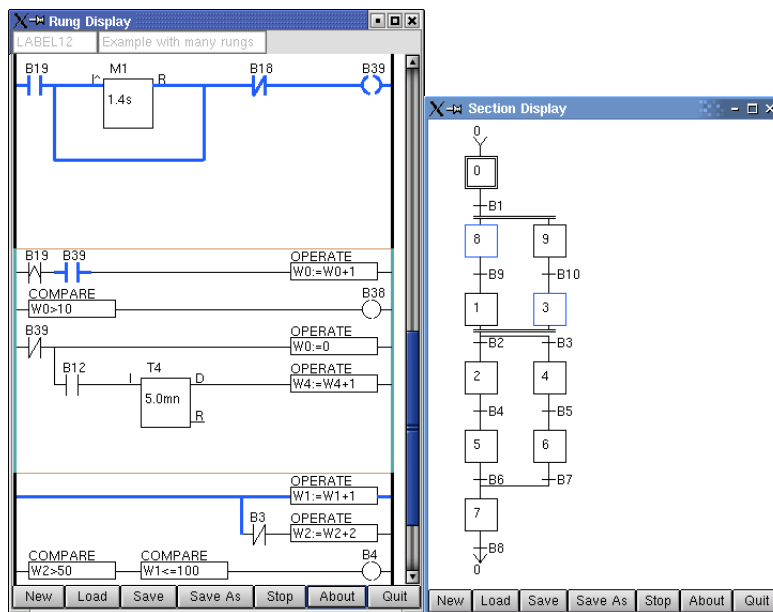 Rung Display
LABEL12 Example with many rungs
B19 M1 B18 B39
I^ R
1.4s
B19 B39 OPERATE
W0:=W0+1
COMPARE B38
W0>10
B39 OPERATE
W0:=0
B12 T4 OPERATE
I D W4:=W4+1
5.0mn
R
OPERATE
W1:=W1+1
B3 OPERATE
W2:=W2+2
COMPARE COMPARE B4
W2>50 W1<=100
New Load Save Save As Stop About Quit
Section Display
0
0
B1
8 9
B9 B10
1 3
B2 B3
2 4
B4 B5
5 6
B6 B7
7
B8
0
New Load Save Save As Stop About Quit